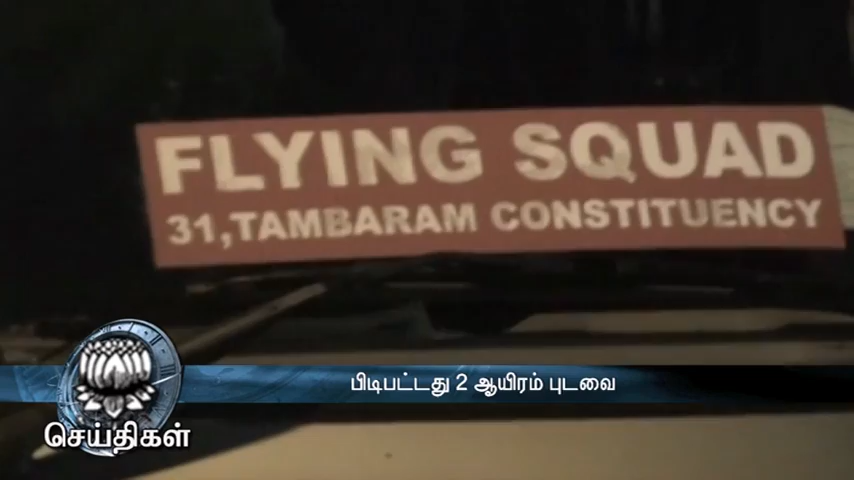 FLYING SQUAD
31, TAMBARAM CONSTITUENCY
பிடிபட்டது 2 ஆயிரம் புடவை
செய்திகள்